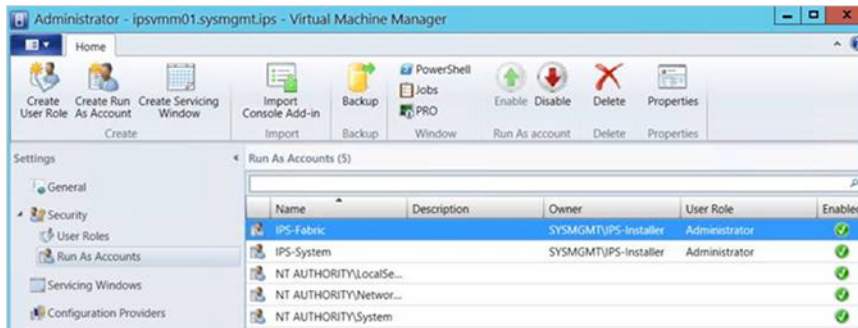 Administrator - ipsvmm01.sysmgmt.ips - Virtual Machine Manager
Home
Create User Role
Create Run As Account
Create Servicing Window
Create
Import Console Add-in
Import
Backup
Backup
PowerShell
Jobs
PRO
Window
Enable
Disable
Run As account
Delete
Delete
Properties
Properties
Settings
General
Security
User Roles
Run As Accounts
Servicing Windows
Configuration Providers
Run As Accounts (5)
Name Description Owner User Role Enabled
IPS-Fabric SYSMGMT\IPS-Installer Administrator
IPS-System SYSMGMT\IPS-Installer Administrator
NT AUTHORITY\LocalSe...
NT AUTHORITY\Networ...
NT AUTHORITY\System